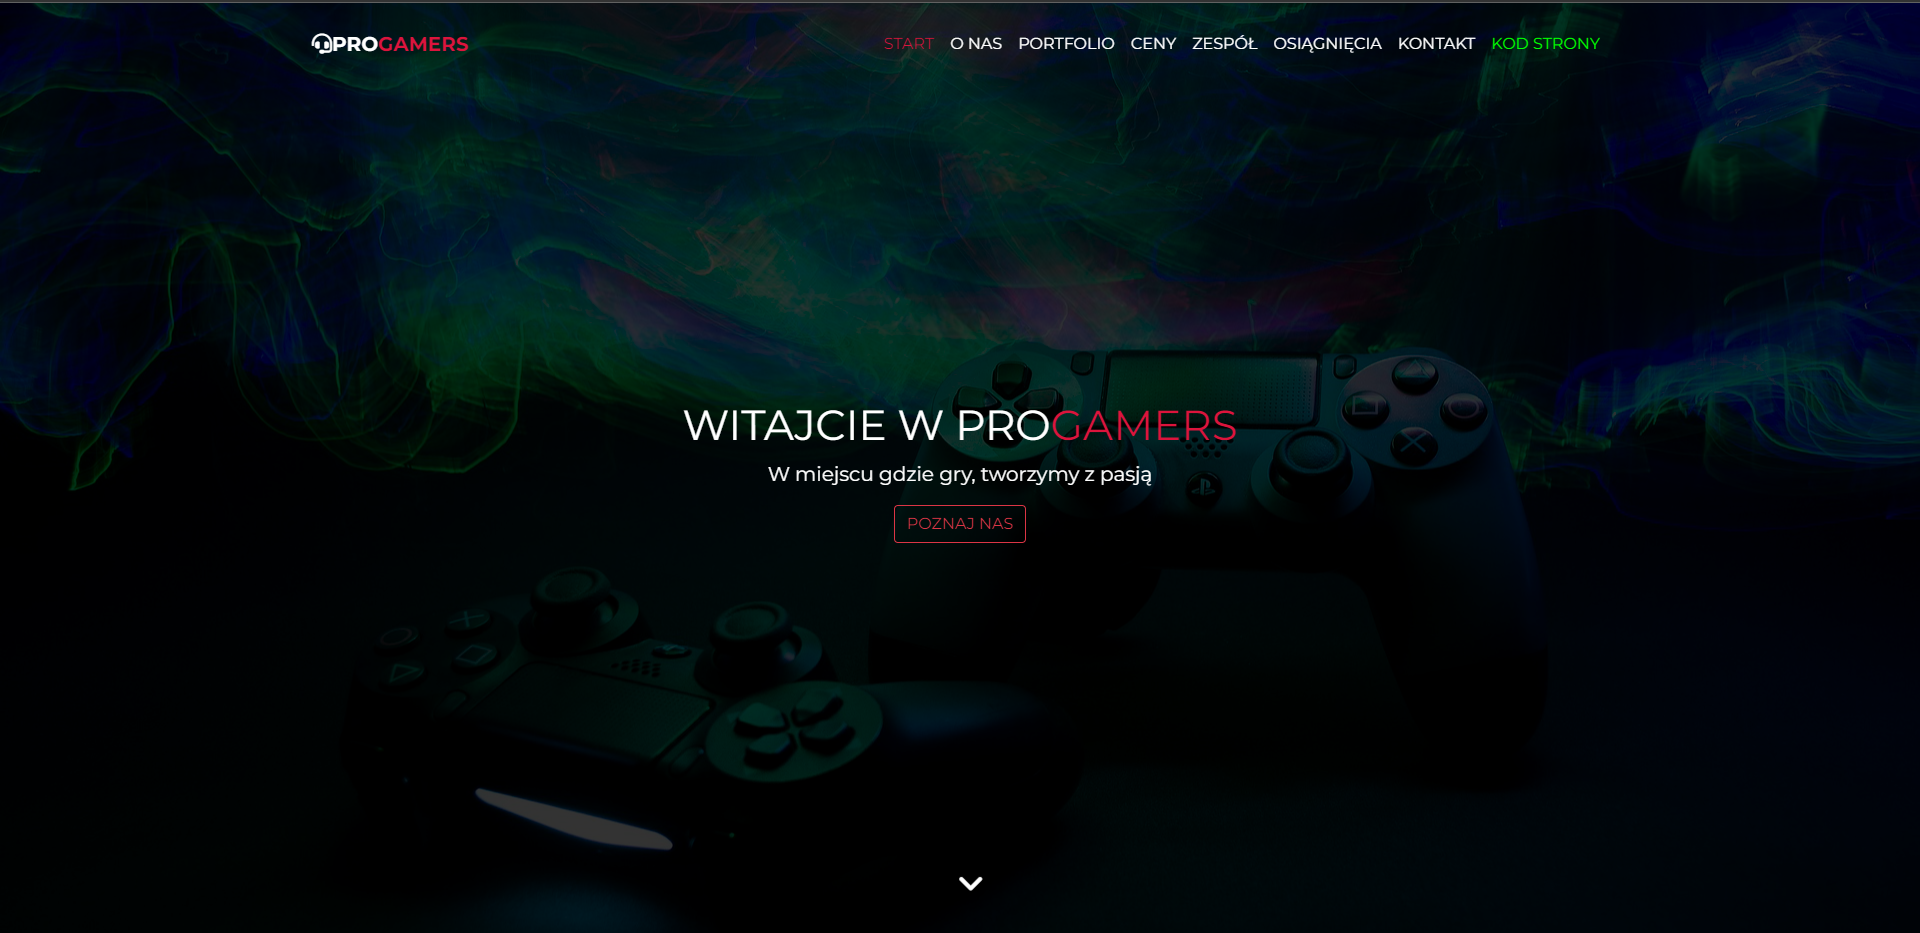 PROGAMERS
START O NAS PORTFOLIO CENY ZESPÓŁ OSIĄGNIĘCIA KONTAKT KOD STRONY
WITAJCIE W PROGAMERS
W miejscu gdzie gry, tworzymy z pasją
POZNAJ NAS